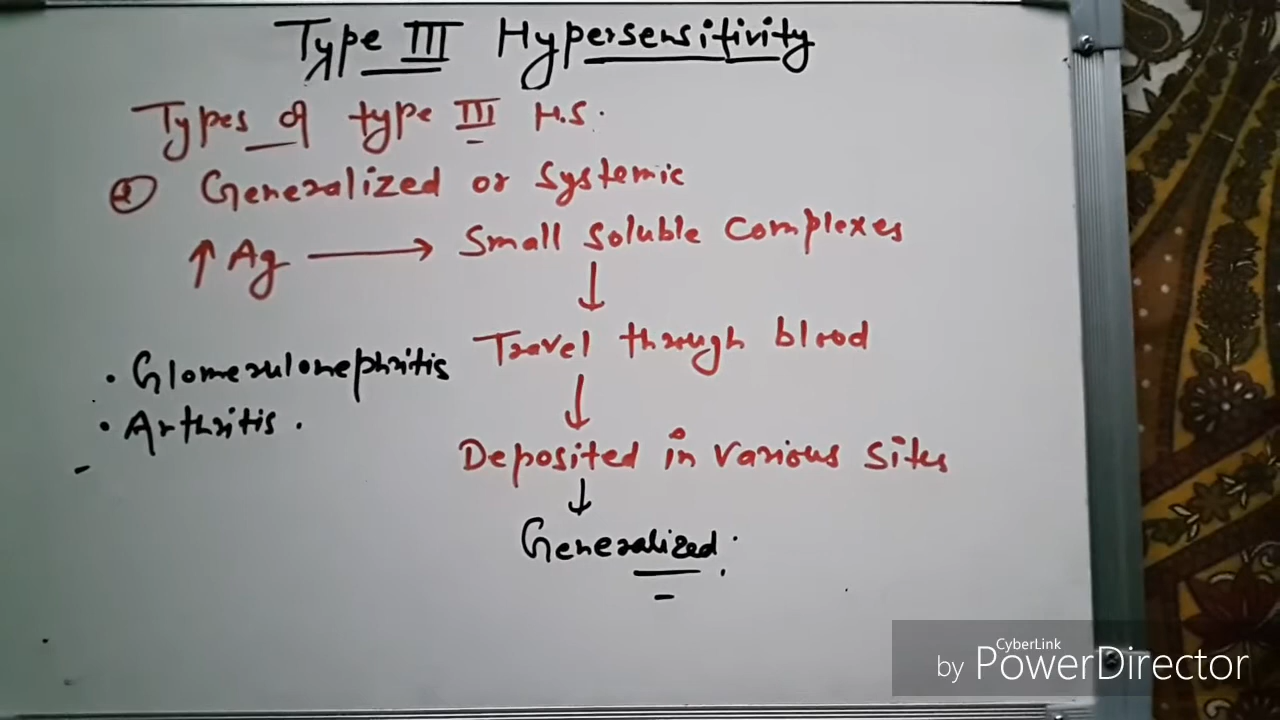 Type III Hypersensitivity
Types of type III H.S.
Generalized or Systemic
↑ Ag → Small Soluble Complexes
↓
Travel through blood
• Glomerulonephritis
↓
• Arthritis.
Deposited in various sites
↓
Generalized.
CyberLink
by PowerDirector